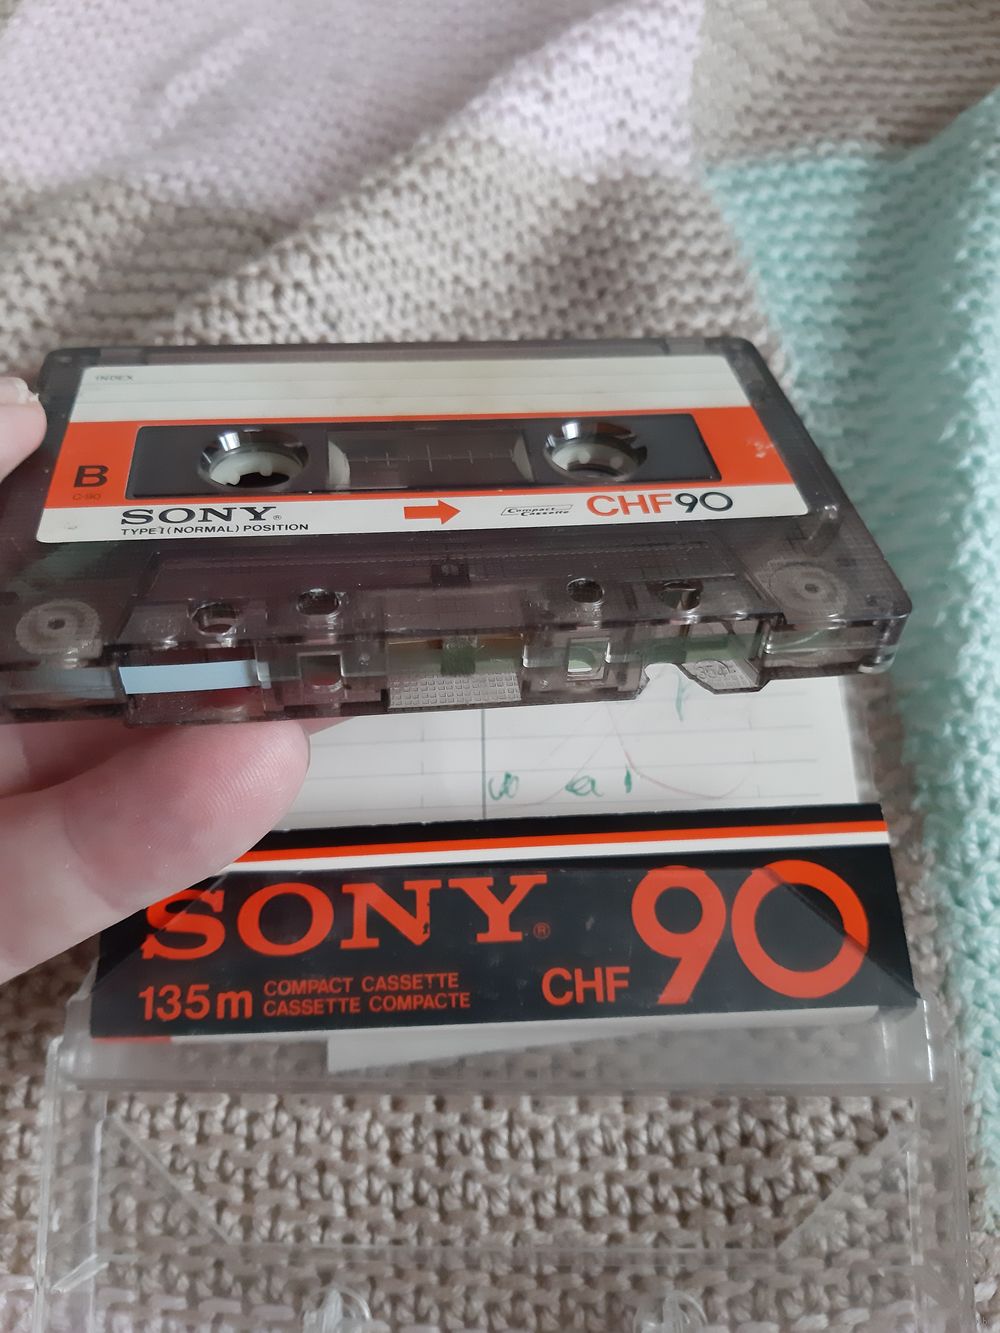 INDEX
B
C-90
SONY®
TYPE I (NORMAL) POSITION
Compact
Cassette
CHF90
SONY®
135m
COMPACT CASSETTE
CASSETTE COMPACTE
CHF 90